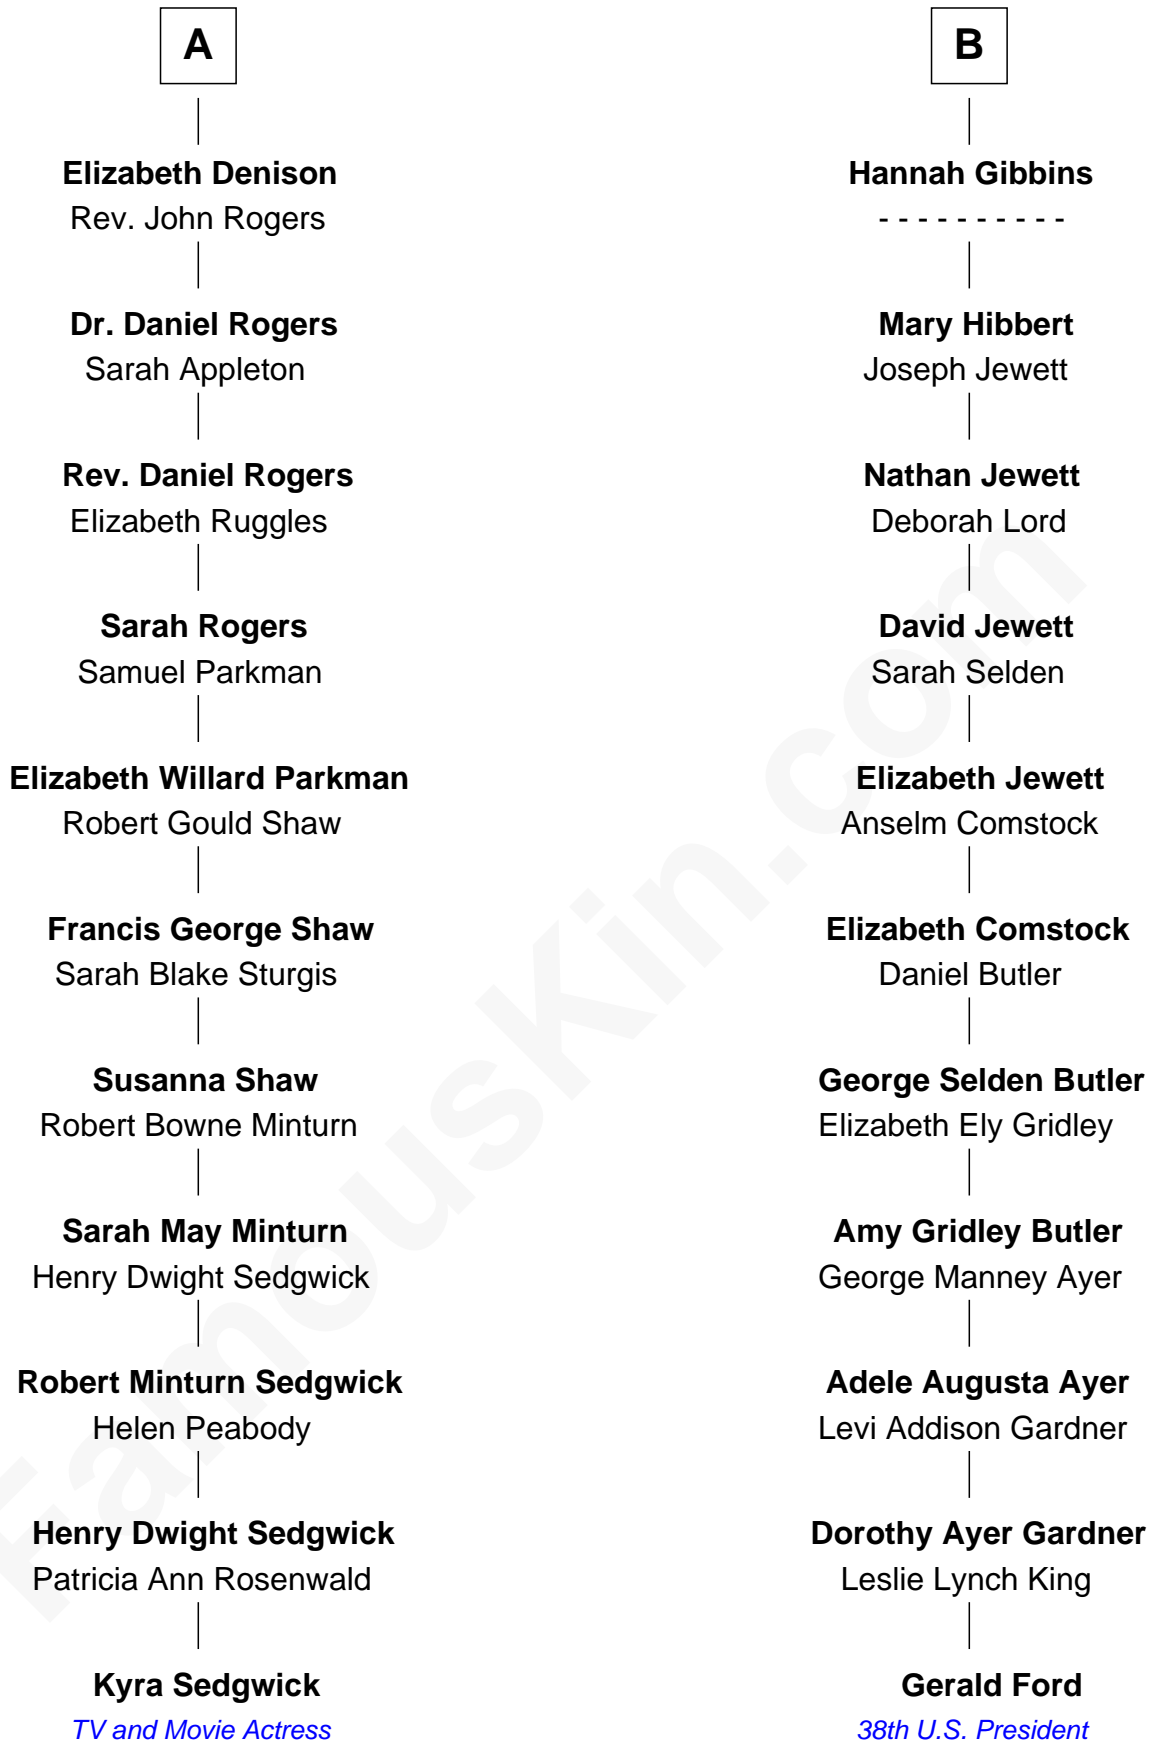 A
Elizabeth Denison
Rev. John Rogers
Dr. Daniel Rogers
Sarah Appleton
Rev. Daniel Rogers
Elizabeth Ruggles
Sarah Rogers
Samuel Parkman
Elizabeth Willard Parkman
Robert Gould Shaw
Francis George Shaw
Sarah Blake Sturgis
Susanna Shaw
Robert Bowne Minturn
Sarah May Minturn
Henry Dwight Sedgwick
Robert Minturn Sedgwick
Helen Peabody
Henry Dwight Sedgwick
Patricia Ann Rosenwald
Kyra Sedgwick
TV and Movie Actress
B
Hannah Gibbins
- - - - - - - - - -
Mary Hibbert
Joseph Jewett
Nathan Jewett
Deborah Lord
David Jewett
Sarah Selden
Elizabeth Jewett
Anselm Comstock
Elizabeth Comstock
Daniel Butler
George Selden Butler
Elizabeth Ely Gridley
Amy Gridley Butler
George Manney Ayer
Adele Augusta Ayer
Levi Addison Gardner
Dorothy Ayer Gardner
Leslie Lynch King
Gerald Ford
38th U.S. President
FamousKin.com